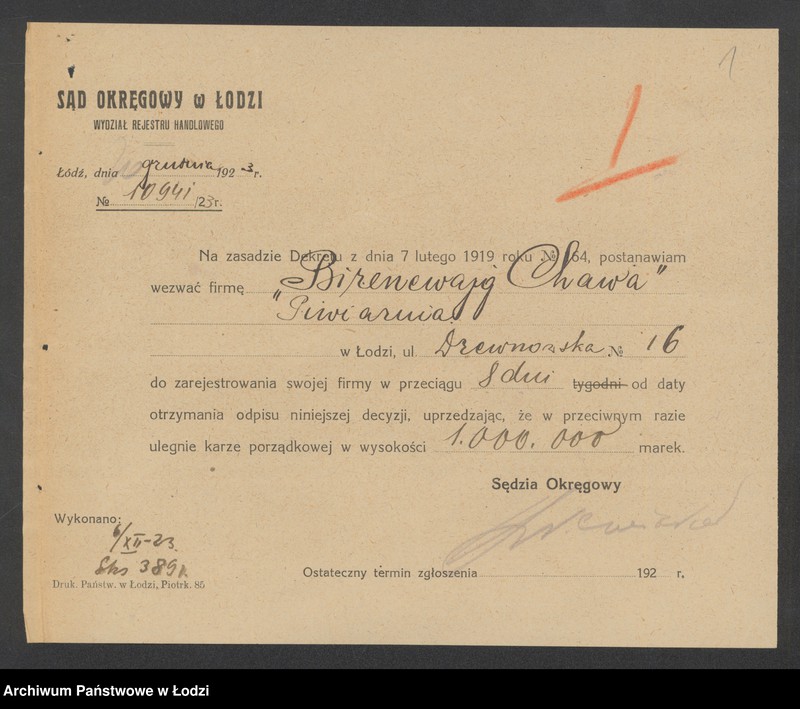 1
SĄD OKRĘGOWY w ŁODZI
WYDZIAŁ REJESTRU HANDLOWEGO
Łódź, dnia grudnia 1923 r.
№ 10941/23 r.
Na zasadzie Dekretu z dnia 7 lutego 1919 roku № 164, postanawiam
wezwać firmę „Birencwajg Chawa"
„Piwiarnia"
w Łodzi, ul. Drewnowska № 16
do zarejestrowania swojej firmy w przeciągu 8 dni tygodni od daty
otrzymania odpisu niniejszej decyzji, uprzedzając, że w przeciwnym razie
ulegnie karze porządkowej w wysokości 1.000.000 marek.
Sędzia Okręgowy
Wykonano:
6/XII-23.
389
Ostateczny termin zgłoszenia 192 r.
Druk. Państw. w Łodzi, Piotrk. 85
Archiwum Państwowe w Łodzi